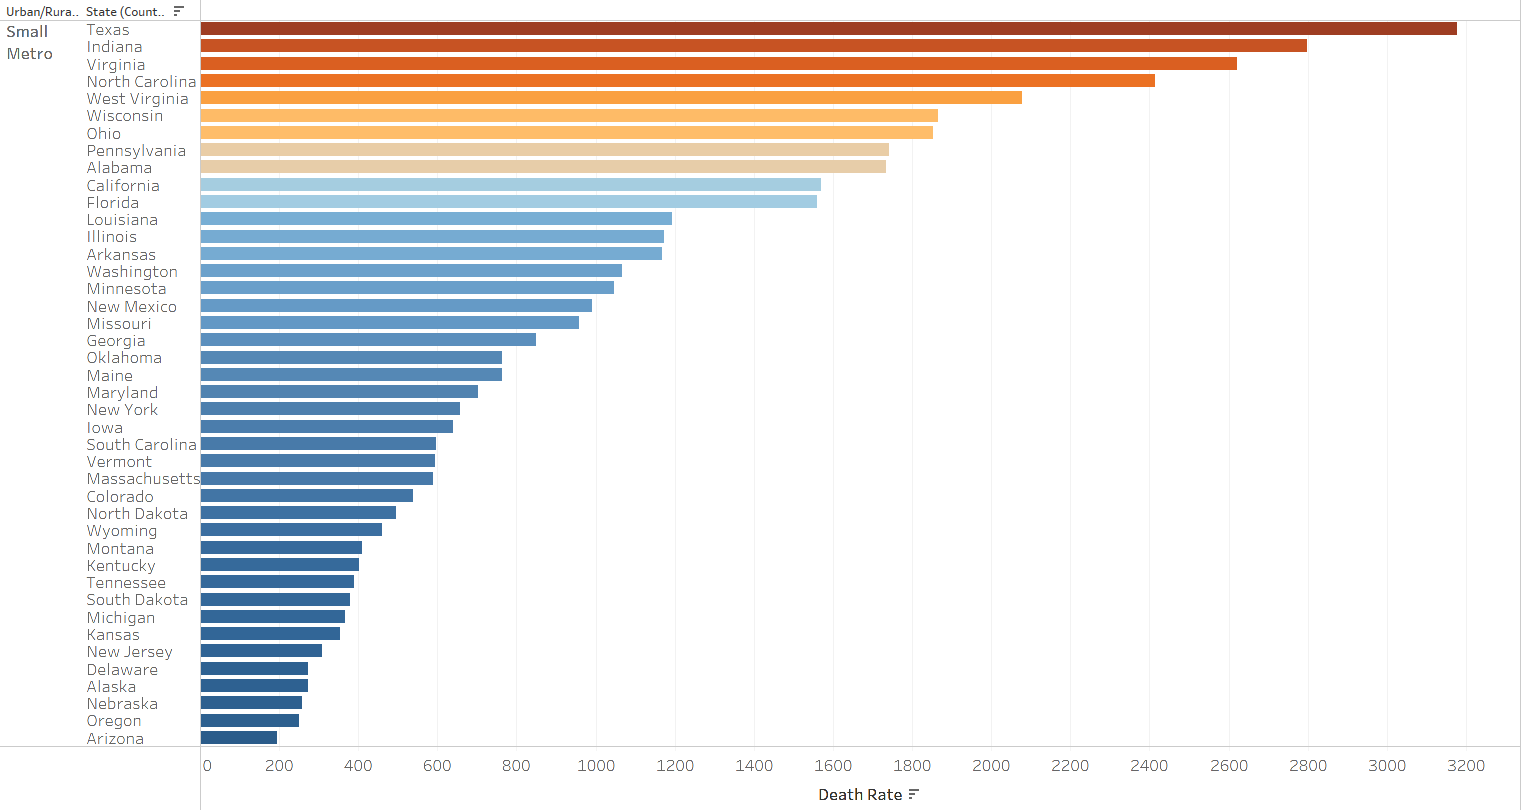 Urban/Rura.. State (Count..
Small
Metro
Texas
Indiana
Virginia
North Carolina
West Virginia
Wisconsin
Ohio
Pennsylvania
Alabama
California
Florida
Louisiana
Illinois
Arkansas
Washington
Minnesota
New Mexico
Missouri
Georgia
Oklahoma
Maine
Maryland
New York
Iowa
South Carolina
Vermont
Massachusetts
Colorado
North Dakota
Wyoming
Montana
Kentucky
Tennessee
South Dakota
Michigan
Kansas
New Jersey
Delaware
Alaska
Nebraska
Oregon
Arizona
0 200 400 600 800 1000 1200 1400 1600 1800 2000 2200 2400 2600 2800 3000 3200
Death Rate